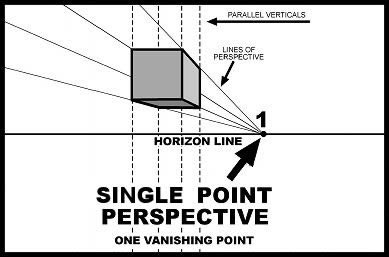 PARALLEL VERTICALS
LINES OF
PERSPECTIVE
1
HORIZON LINE
SINGLE POINT
PERSPECTIVE
ONE VANISHING POINT